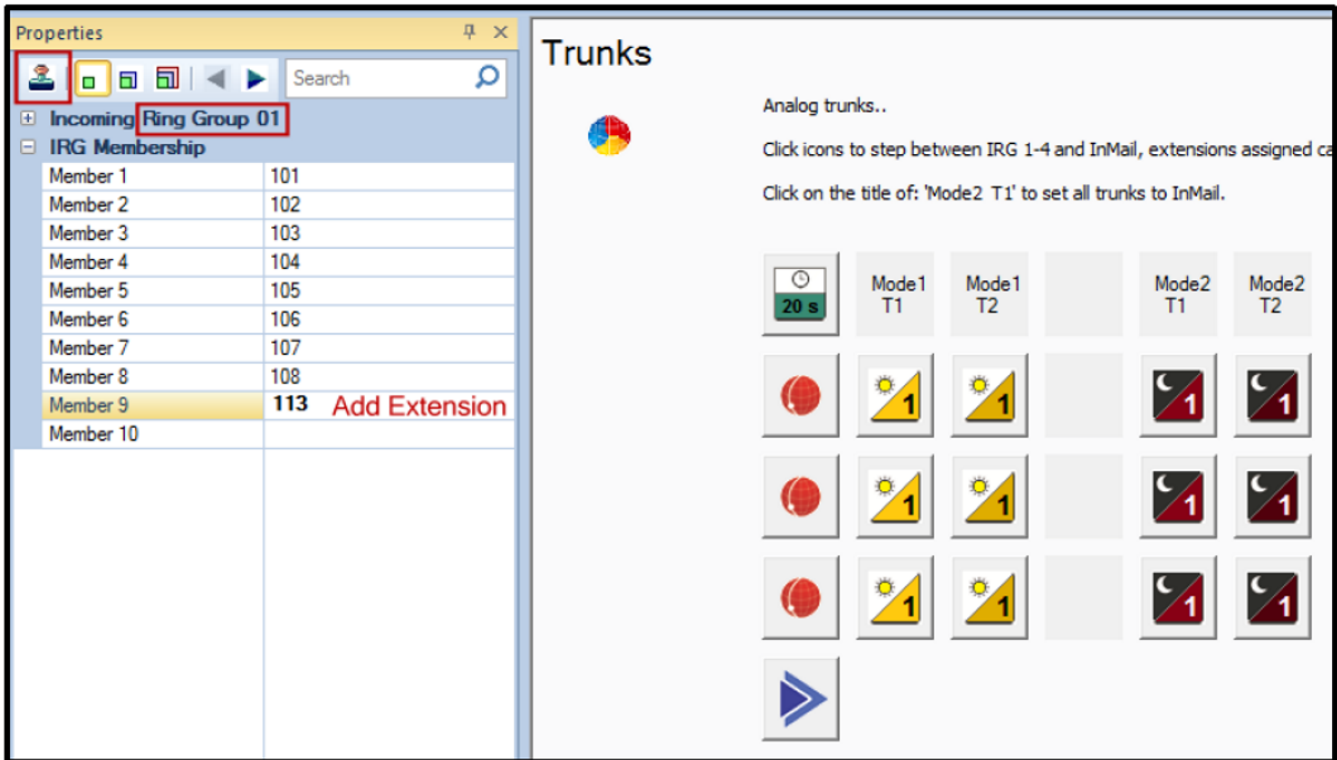 Properties
Search
Incoming Ring Group 01
IRG Membership
Member 1 101
Member 2 102
Member 3 103
Member 4 104
Member 5 105
Member 6 106
Member 7 107
Member 8 108
Member 9 113 Add Extension
Member 10
Trunks
Analog trunks..
Click icons to step between IRG 1-4 and InMail, extensions assigned ca
Click on the title of: 'Mode2 T1' to set all trunks to InMail.
20 s
Mode1 T1
Mode1 T2
Mode2 T1
Mode2 T2
1 1 1 1
1 1 1 1
1 1 1 1